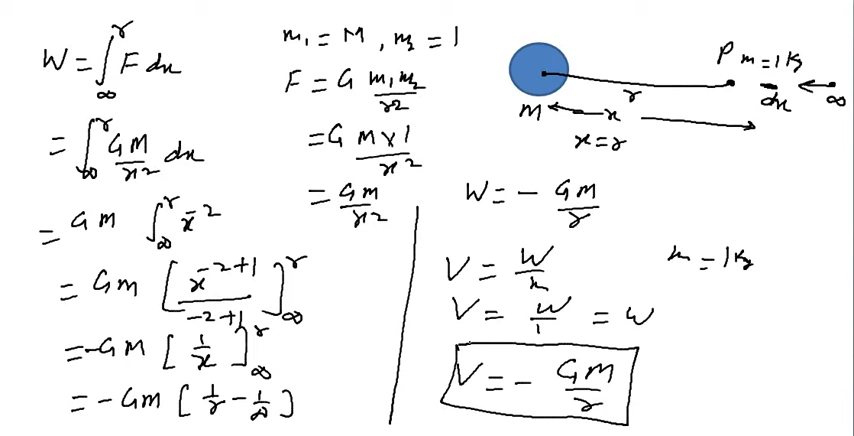 W = ∫_∞^r F dx
= ∫_∞^r GM/x² dx
= GM ∫_∞^r x⁻²
= GM [x⁻²⁺¹/-2+1]_∞^r
= -GM [1/x]_∞^r
= -GM [1/r - 1/∞]
m₁ = M , m₂ = 1
F = G m₁m₂/r²
= G M×1/x²
= GM/x²
P m=1kg
r
dx
∞
M
x
x=r
W = - GM/r
V = W/m
m = 1kg
V = W/1 = W
V = - GM/r